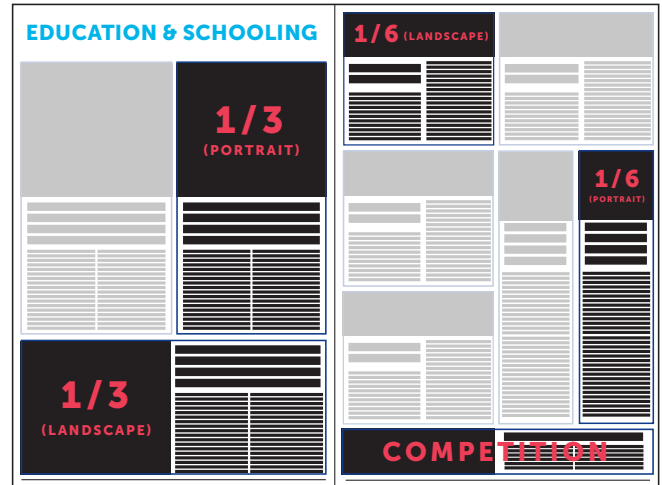 EDUCATION & SCHOOLING
1/3
(PORTRAIT)
1/3
(LANDSCAPE)
1/6 (LANDSCAPE)
1/6
(PORTRAIT)
COMPETITION